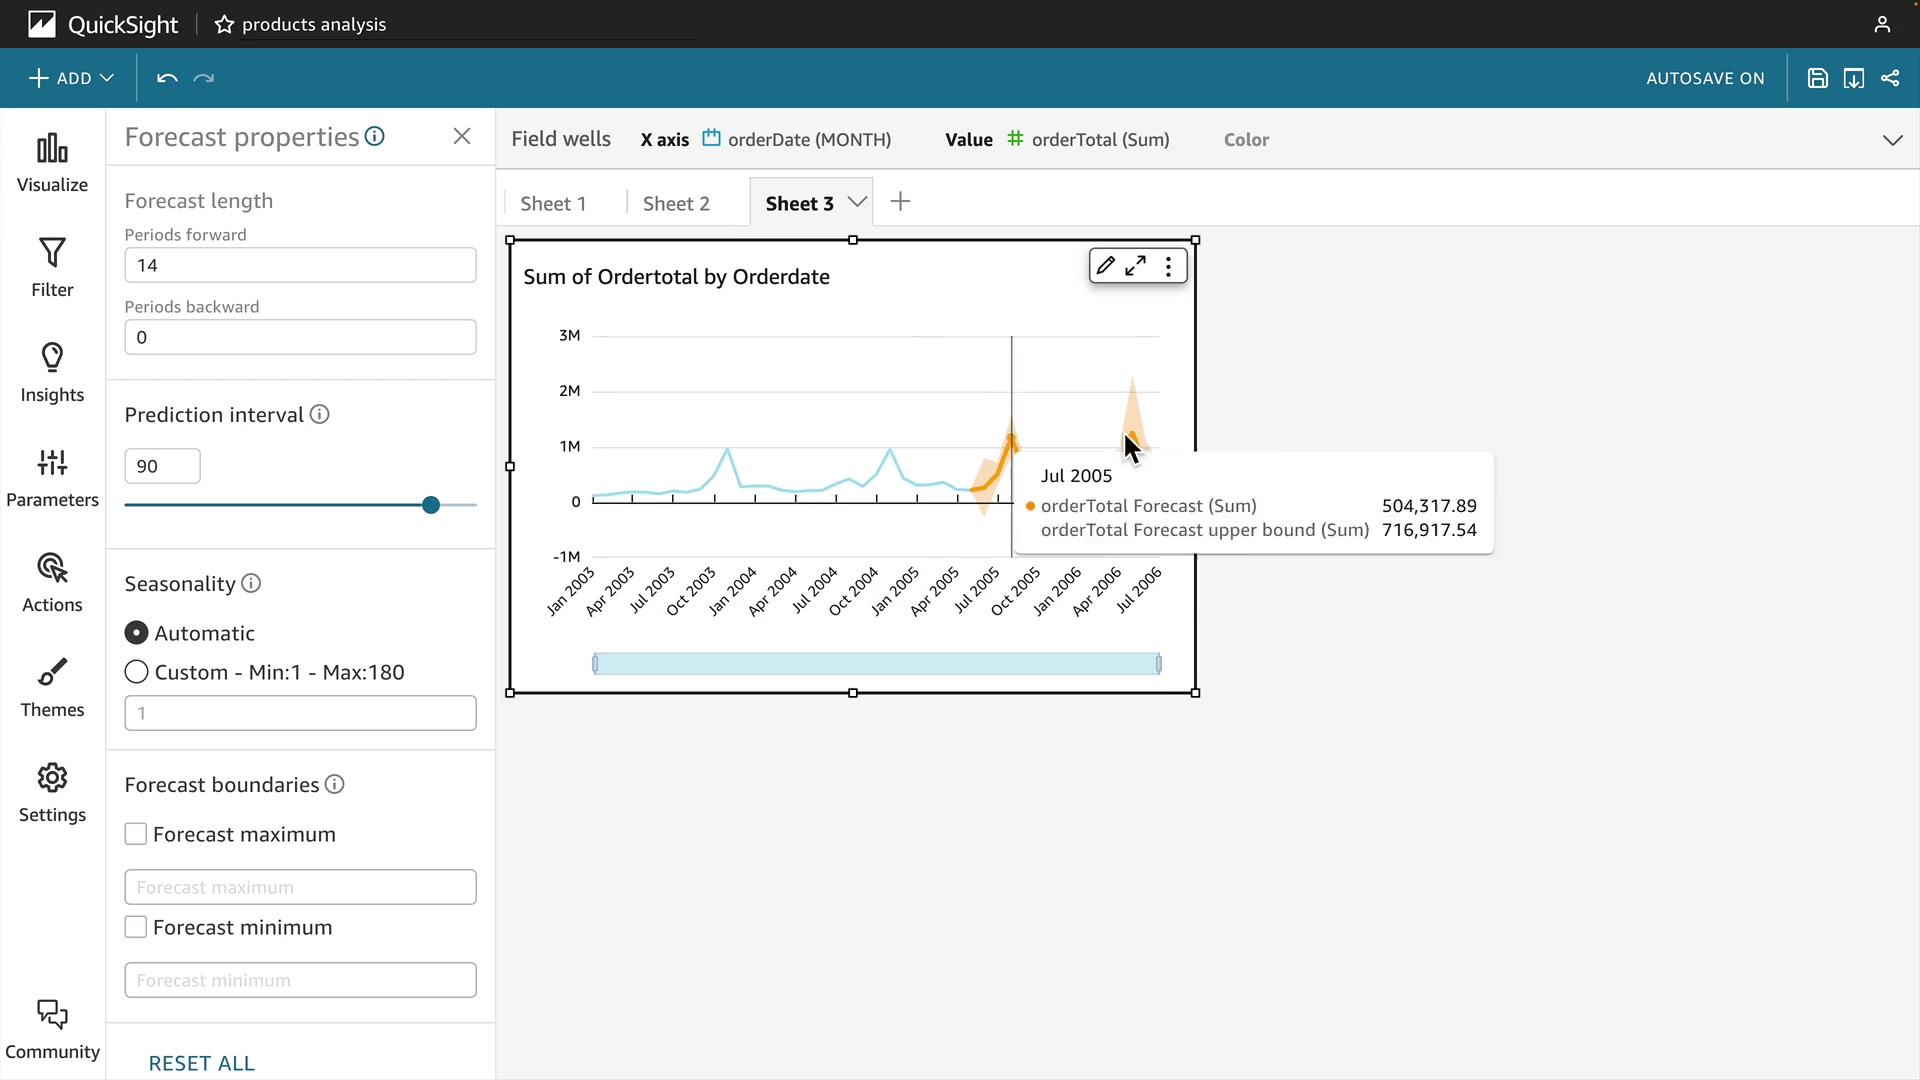 QuickSight
products analysis
ADD
AUTOSAVE ON
Visualize
Filter
Insights
Parameters
Actions
Themes
Settings
Community
Forecast properties
Forecast length
Periods forward
14
Periods backward
0
Prediction interval
90
Seasonality
Automatic
Custom - Min:1 - Max:180
1
Forecast boundaries
Forecast maximum
Forecast maximum
Forecast minimum
Forecast minimum
RESET ALL
Field wells X axis orderDate (MONTH) Value orderTotal (Sum) Color
Sheet 1 Sheet 2 Sheet 3
Sum of Ordertotal by Orderdate
3M
2M
1M
0
-1M
Jan 2003
Apr 2003
Jul 2003
Oct 2003
Jan 2004
Apr 2004
Jul 2004
Oct 2004
Jan 2005
Apr 2005
Jul 2005
Oct 2005
Jan 2006
Apr 2006
Jul 2006
Jul 2005
orderTotal Forecast (Sum) 504,317.89
orderTotal Forecast upper bound (Sum) 716,917.54